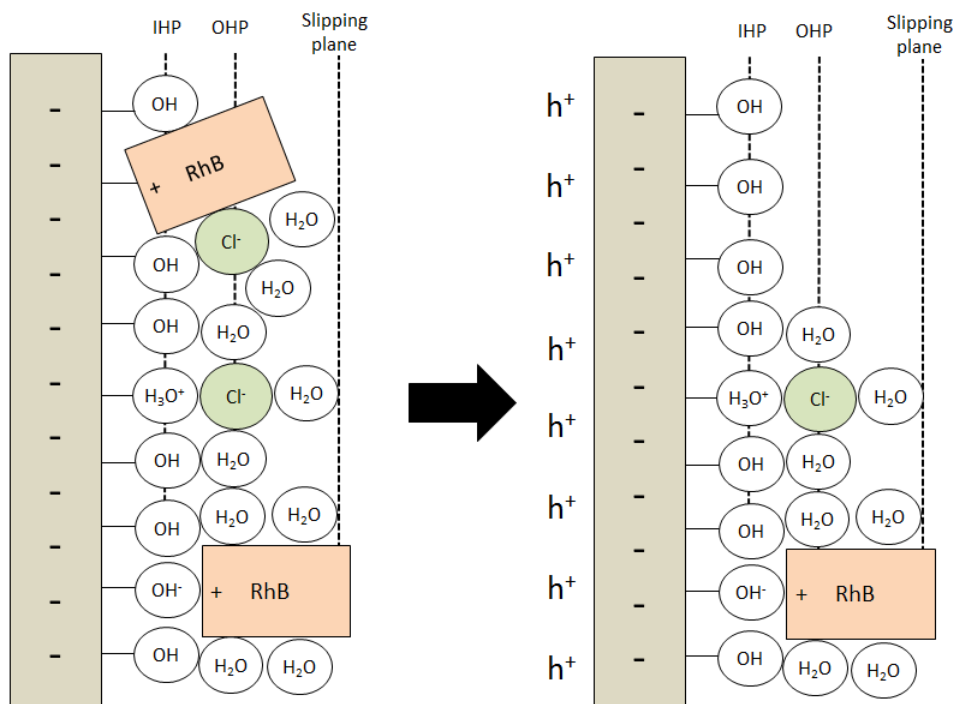 IHP OHP Slipping
plane
- OH
- + RhB
- Cl⁻ H₂O
- OH H₂O
- OH H₂O
- H₃O⁺ Cl⁻ H₂O
- OH H₂O
- OH H₂O H₂O
-
- OH⁻ + RhB
- OH H₂O H₂O
IHP OHP Slipping
plane
h⁺ - OH
h⁺ - OH
-
h⁺ - OH
h⁺ - OH H₂O
- H₃O⁺ Cl⁻ H₂O
h⁺ - OH H₂O
h⁺ - OH H₂O H₂O
-
h⁺ - OH⁻ + RhB
h⁺ - OH H₂O H₂O